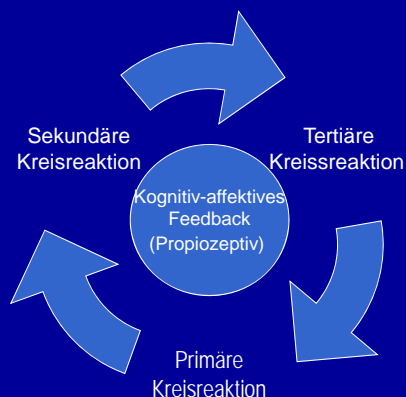 Sekundäre
Kreisreaktion
Tertiäre
Kreissreaktion
Kognitiv-affektives
Feedback
(Propiozeptiv)
Primäre
Kreisreaktion